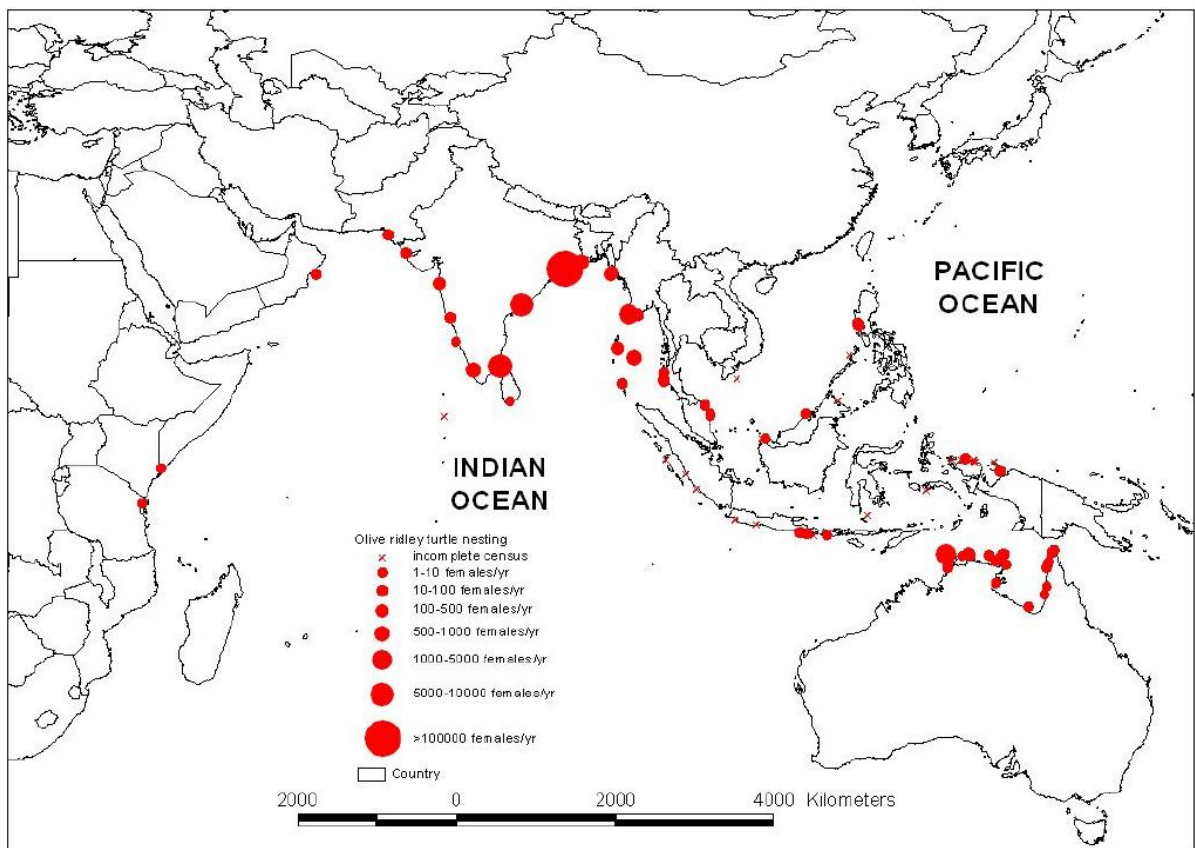 PACIFIC
OCEAN
INDIAN
OCEAN
Olive ridley turtle nesting
incomplete census
1-10 females/yr
10-100 females/yr
100-500 females/yr
500-1000 females/yr
1000-5000 females/yr
5000-10000 females/yr
>100000 females/yr
Country
2000 0 2000 4000 Kilometers